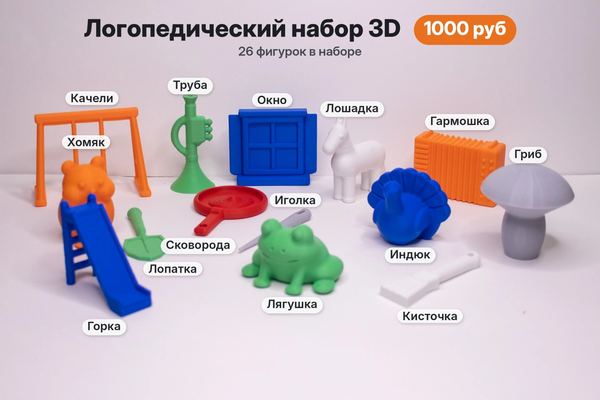 Логопедический набор 3D 1000 руб
26 фигурок в наборе
Качели
Труба
Окно
Лошадка
Гармошка
Хомяк
Гриб
Иголка
Сковорода
Индюк
Лопатка
Лягушка
Кисточка
Горка